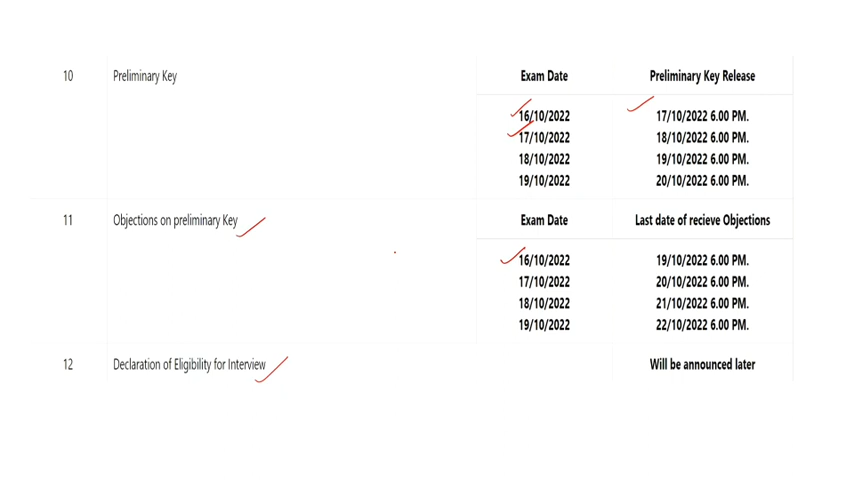 10 Preliminary Key Exam Date Preliminary Key Release
16/10/2022 17/10/2022 6.00 PM.
17/10/2022 18/10/2022 6.00 PM.
18/10/2022 19/10/2022 6.00 PM.
19/10/2022 20/10/2022 6.00 PM.
11 Objections on preliminary Key Exam Date Last date of recieve Objections
16/10/2022 19/10/2022 6.00 PM.
17/10/2022 20/10/2022 6.00 PM.
18/10/2022 21/10/2022 6.00 PM.
19/10/2022 22/10/2022 6.00 PM.
12 Declaration of Eligibility for Interview Will be announced later